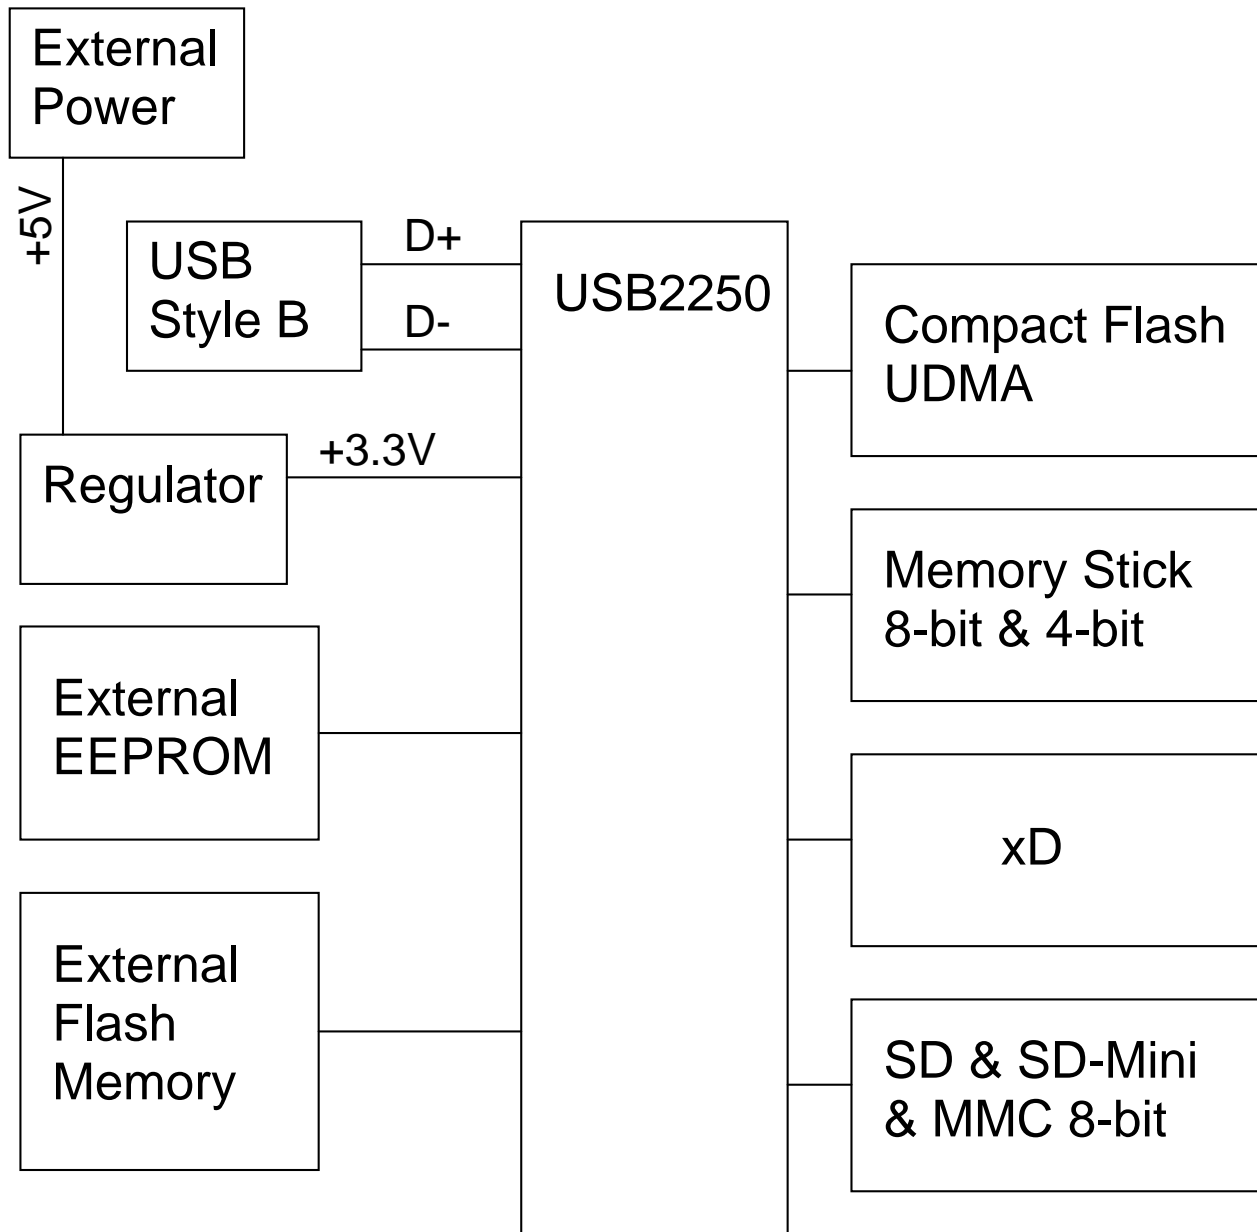 External
Power
+5V
USB
Style B
D+
D-
USB2250
Compact Flash
UDMA
Regulator
+3.3V
Memory Stick
8-bit & 4-bit
External
EEPROM
xD
External
Flash
Memory
SD & SD-Mini
& MMC 8-bit